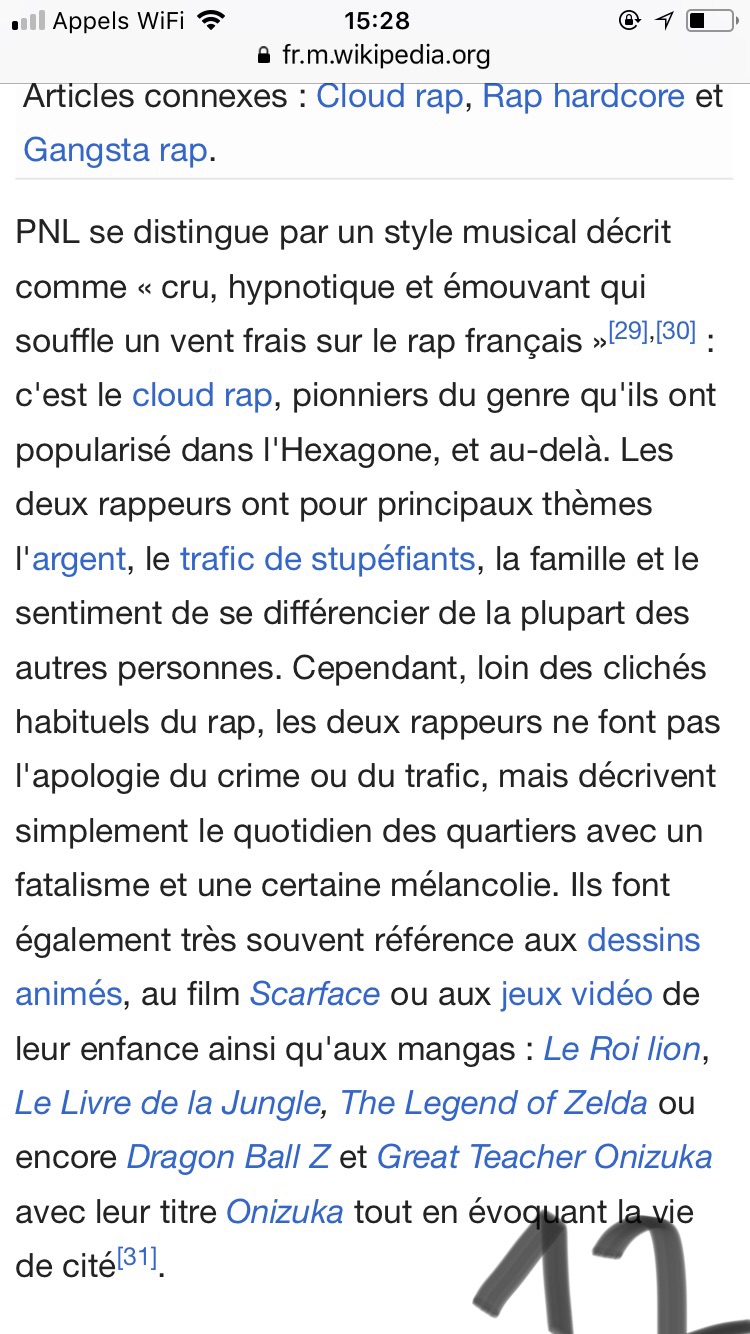 Appels WiFi 15:28
fr.m.wikipedia.org
Articles connexes : Cloud rap, Rap hardcore et
Gangsta rap.
PNL se distingue par un style musical décrit
comme « cru, hypnotique et émouvant qui
souffle un vent frais sur le rap français »[29],[30] :
c'est le cloud rap, pionniers du genre qu'ils ont
popularisé dans l'Hexagone, et au-delà. Les
deux rappeurs ont pour principaux thèmes
l'argent, le trafic de stupéfiants, la famille et le
sentiment de se différencier de la plupart des
autres personnes. Cependant, loin des clichés
habituels du rap, les deux rappeurs ne font pas
l'apologie du crime ou du trafic, mais décrivent
simplement le quotidien des quartiers avec un
fatalisme et une certaine mélancolie. Ils font
également très souvent référence aux dessins
animés, au film Scarface ou aux jeux vidéo de
leur enfance ainsi qu'aux mangas : Le Roi lion,
Le Livre de la Jungle, The Legend of Zelda ou
encore Dragon Ball Z et Great Teacher Onizuka
avec leur titre Onizuka tout en évoquant la vie
de cité[31].
12